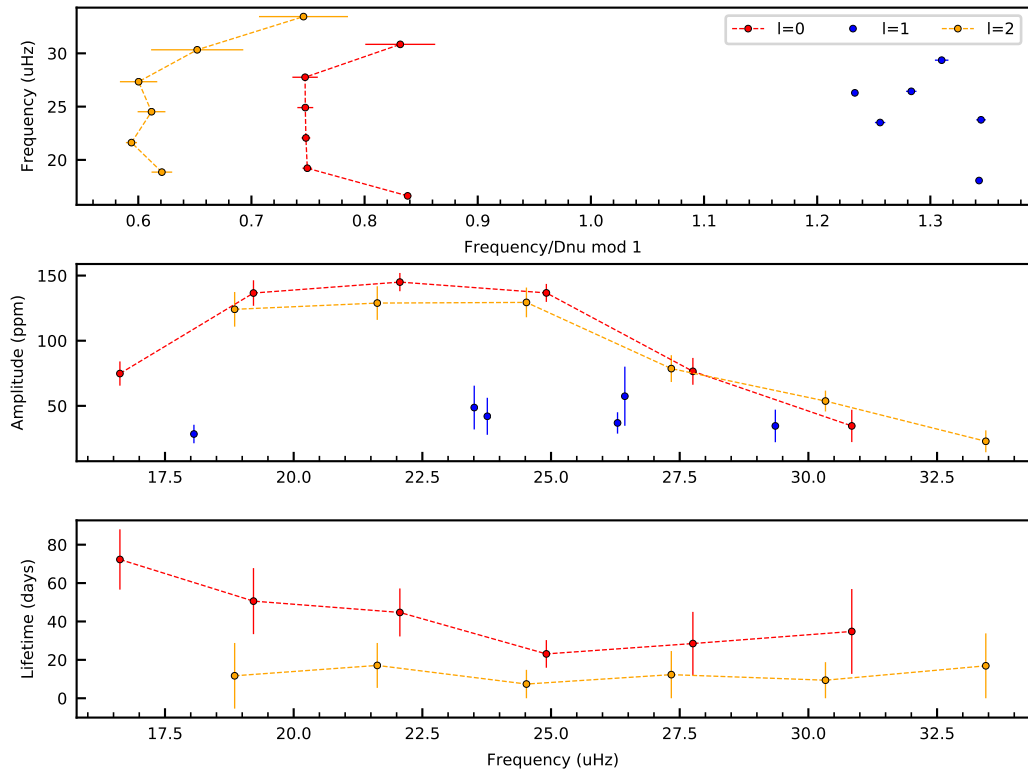 l=0 l=1 l=2
Frequency (uHz)
30
25
20
0.6 0.7 0.8 0.9 1.0 1.1 1.2 1.3
Frequency/Dnu mod 1
Amplitude (ppm)
150
100
50
17.5 20.0 22.5 25.0 27.5 30.0 32.5
Lifetime (days)
80
60
40
20
0
17.5 20.0 22.5 25.0 27.5 30.0 32.5
Frequency (uHz)